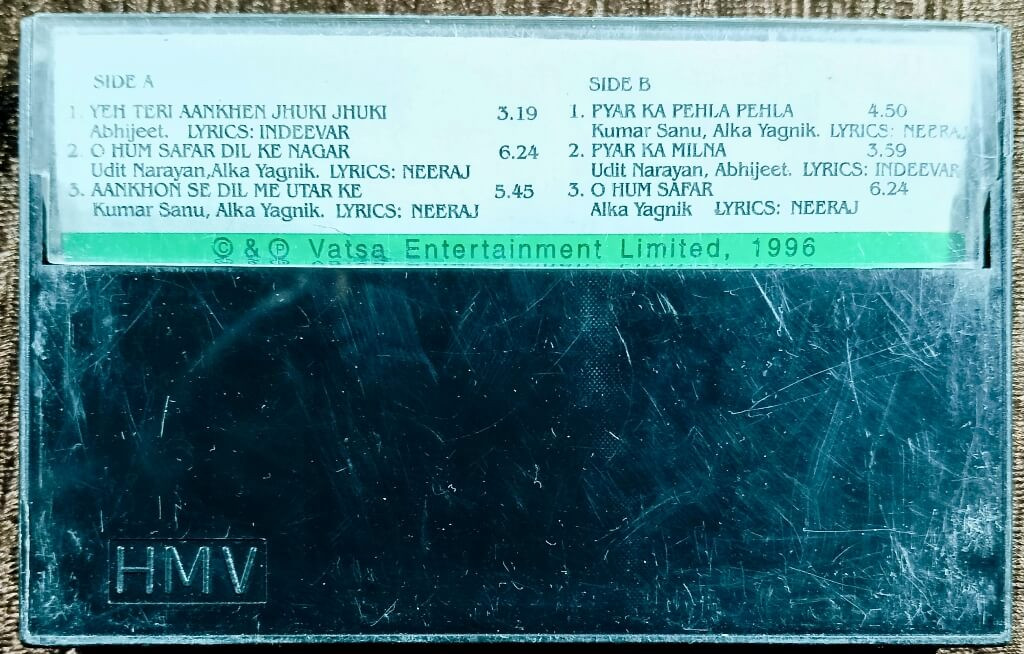 SIDE A
1. YEH TERI AANKHEN JHUKI JHUKI 3.19
Abhijeet. LYRICS: INDEEVAR
2. O HUM SAFAR DIL KE NAGAR 6.24
Udit Narayan,Alka Yagnik. LYRICS: NEERAJ
3. AANKHON SE DIL ME UTAR KE 5.45
Kumar Sanu, Alka Yagnik. LYRICS: NEERAJ
SIDE B
1. PYAR KA PEHLA PEHLA 4.50
Kumar Sanu, Alka Yagnik. LYRICS: NEERAJ
2. PYAR KA MILNA 3.59
Udit Narayan, Abhijeet. LYRICS: INDEEVAR
3. O HUM SAFAR 6.24
Alka Yagnik LYRICS: NEERAJ
© & ℗ Vatsa Entertainment Limited, 1996
HMV